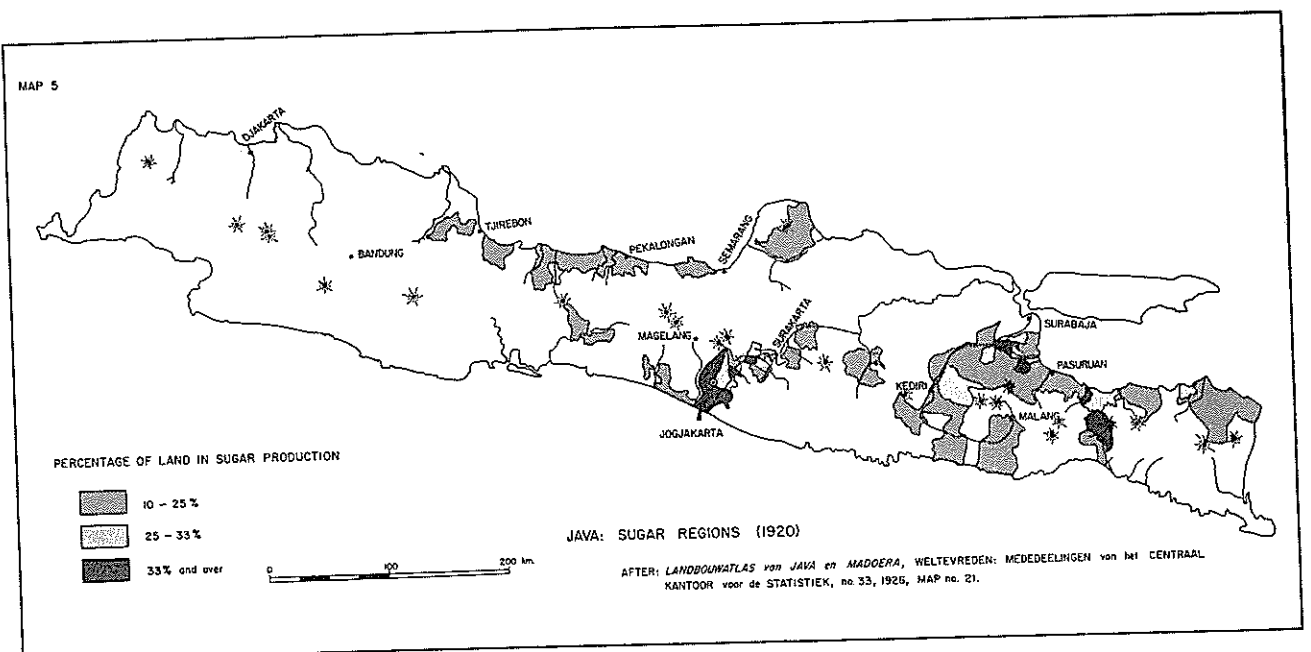 MAP 5
DJAKARTA
BANDUNG
TJIREBON
PEKALONGAN
SEMARANG
MAGELANG
SURAKARTA
JOGJAKARTA
SURABAJA
PASURUAN
KEDIRI
MALANG
PERCENTAGE OF LAND IN SUGAR PRODUCTION
10 – 25 %
25 – 33 %
33 % and over
0 100 200 km.
JAVA: SUGAR REGIONS (1920)
AFTER: LANDBOUWATLAS van JAVA en MADOERA, WELTEVREDEN: MEDEDEELINGEN van het CENTRAAL
KANTOOR voor de STATISTIEK, no. 33, 1926, MAP no. 21.